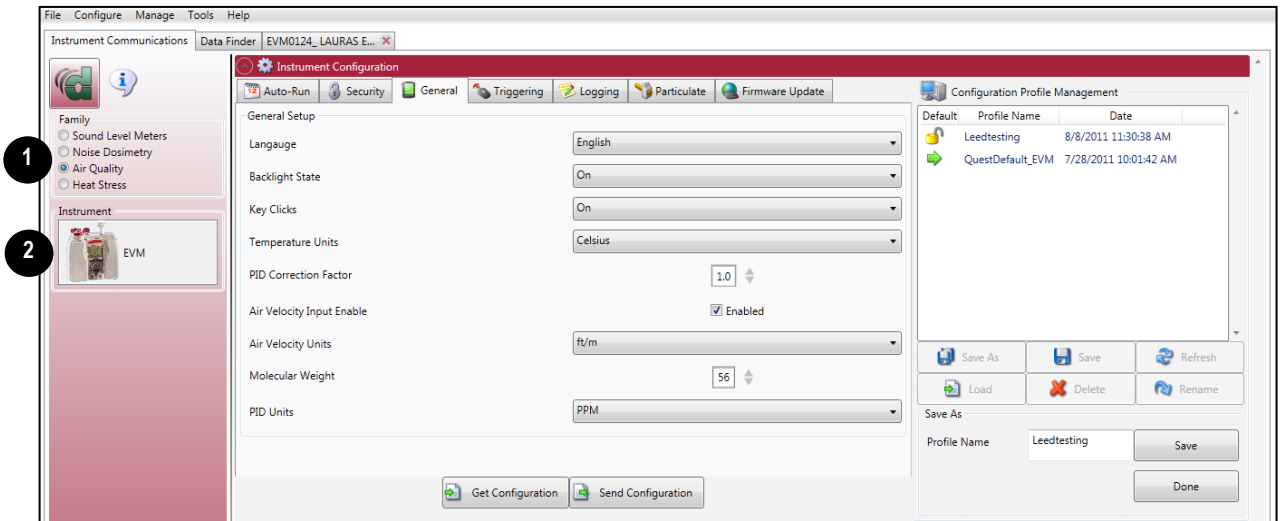 File Configure Manage Tools Help
Instrument Communications Data Finder EVM0124_ LAURAS E...
Instrument Configuration
Auto-Run Security General Triggering Logging Particulate Firmware Update
Configuration Profile Management
Family
Sound Level Meters
Noise Dosimetry
Air Quality
Heat Stress
1
Instrument
EVM
2
General Setup
Langauge English
Backlight State On
Key Clicks On
Temperature Units Celsius
PID Correction Factor 1.0
Air Velocity Input Enable Enabled
Air Velocity Units ft/m
Molecular Weight 56
PID Units PPM
Get Configuration Send Configuration
Default Profile Name Date
Leedtesting 8/8/2011 11:30:38 AM
QuestDefault_EVM 7/28/2011 10:01:42 AM
Save As Save Refresh
Load Delete Rename
Save As
Profile Name Leedtesting Save
Done